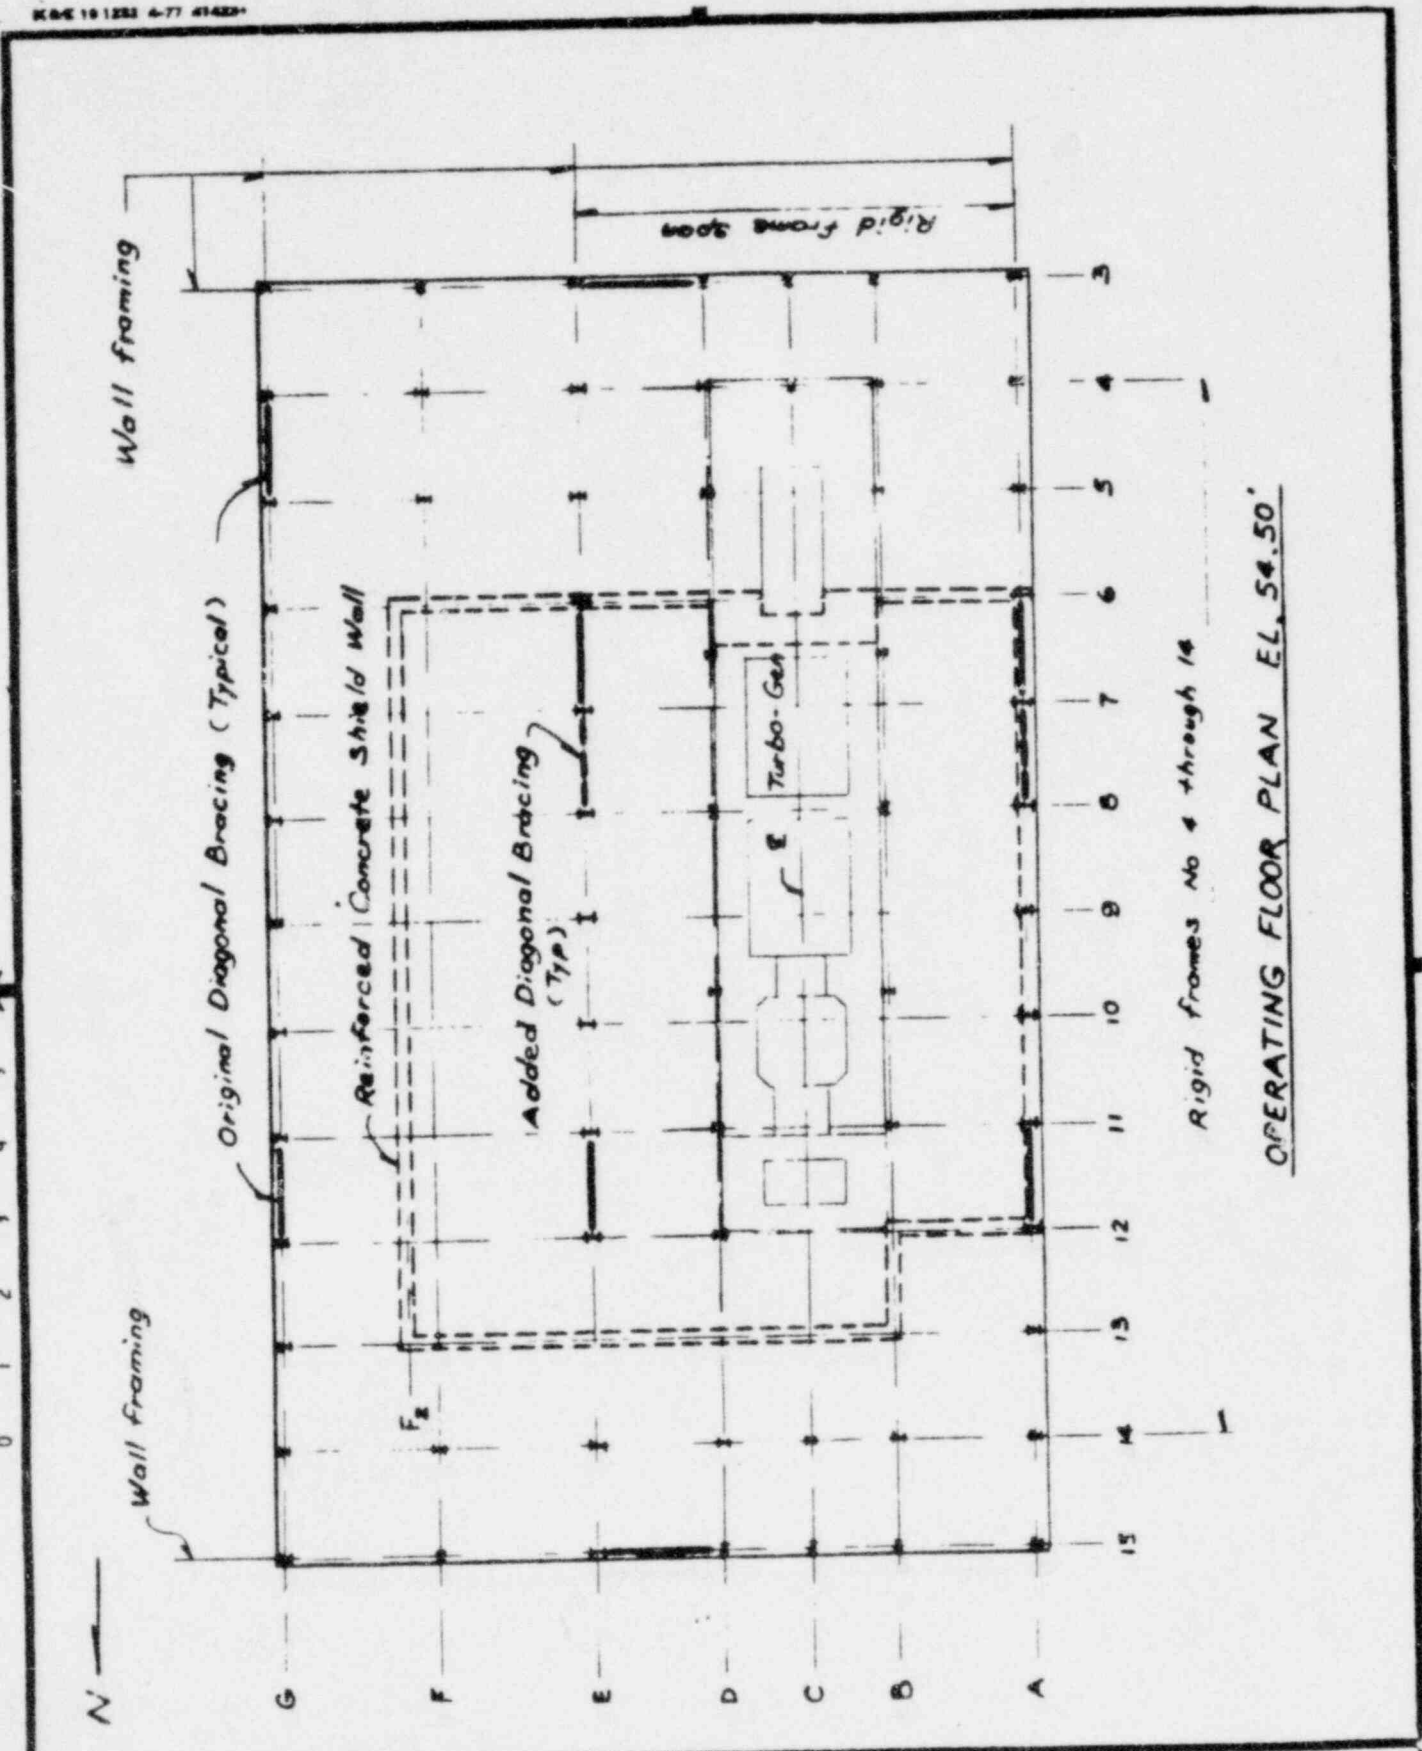 N
Wall framing
Wall framing
Original Diagonal Bracing (Typical)
Reinforced Concrete Shield Wall
Added Diagonal Bracing
(Typ)
Rigid frame span
F2
Turbo-Gen
G
F
E
D
C
B
A
15
14
13
12
11
10
9
8
7
6
5
4
3
Rigid frames No 4 through 14
OPERATING FLOOR PLAN EL. 54.50'